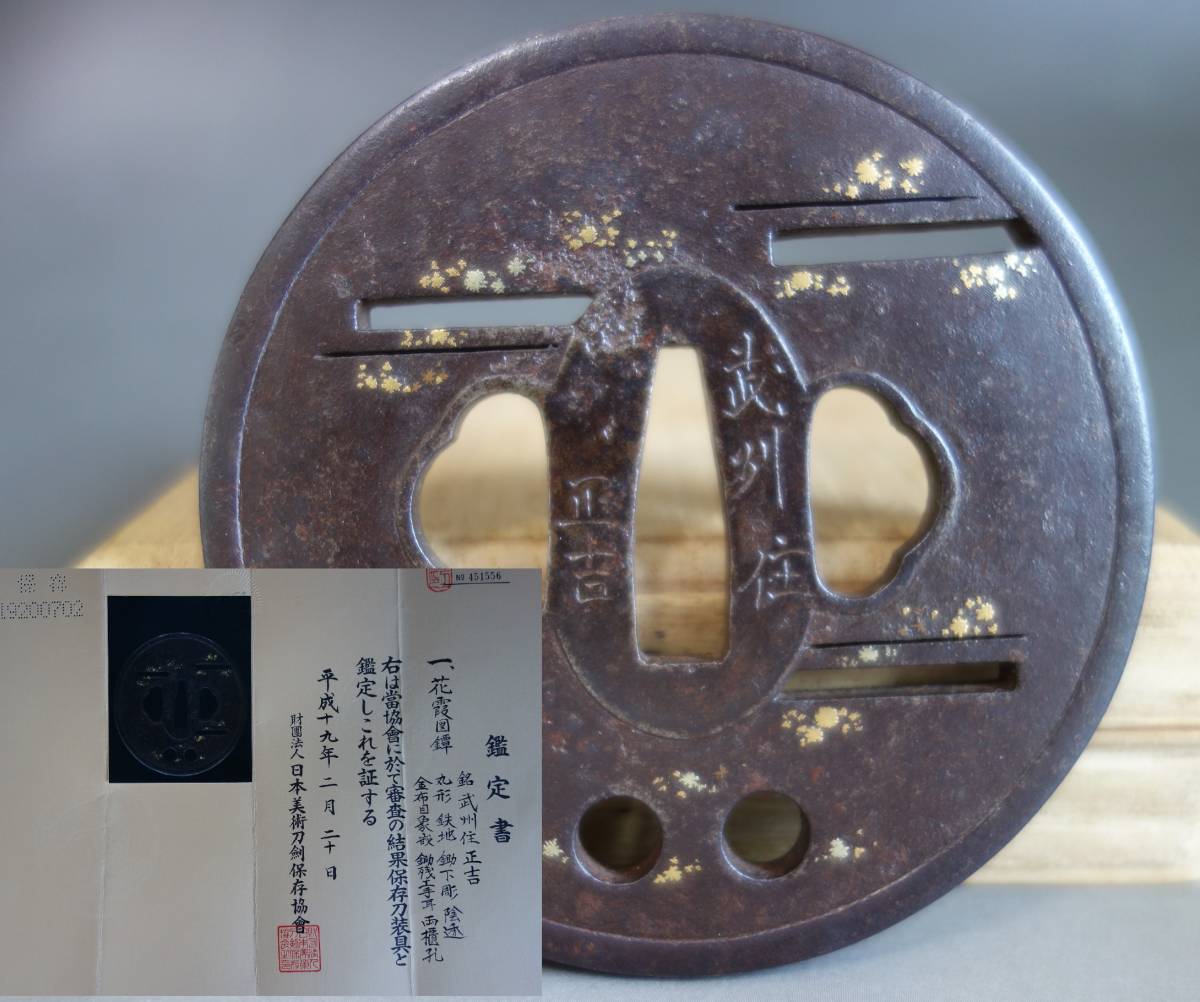 武州住
正吉
保存
19200702
No 451556
鑑定書
一、花霞図鐔
銘 武州住正吉
丸形 鉄地 鋤下彫 陰透
金布目象嵌 鋤残土手耳 両櫃孔
右は當協會に於て審査の結果保存刀装具と
鑑定しこれを証する
平成十九年二月二十日
財團法人日本美術刀劍保存協會